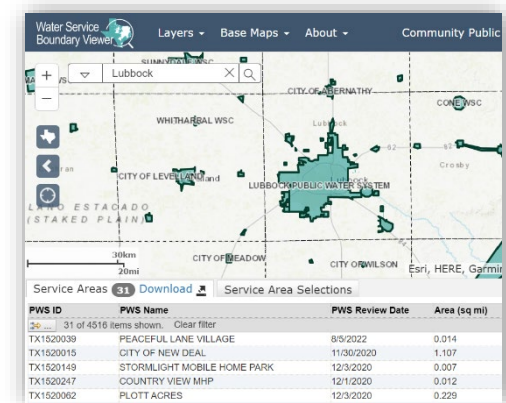 Water Service
Boundary Viewer
Layers Base Maps About Community Public
Lubbock
CITY OF ABERNATHY
CONE WSC
WHITHARRAL WSC
Lubbock
62 82
Crosby
CITY OF LEVELLAND
LUBBOCK PUBLIC WATER SYSTEM
LLANO ESTACADO
(STAKED PLAIN)
84
30km
20mi
CITY OF MEADOW
CITY OF WILSON
Esri, HERE, Garmin
Service Areas 31 Download Service Area Selections
PWS ID PWS Name PWS Review Date Area (sq mi)
... 31 of 4516 items shown. Clear filter
TX1520039 PEACEFUL LANE VILLAGE 8/5/2022 0.014
TX1520015 CITY OF NEW DEAL 11/30/2020 1.107
TX1520149 STORMLIGHT MOBILE HOME PARK 12/3/2020 0.007
TX1520247 COUNTRY VIEW MHP 12/1/2020 0.012
TX1520062 PLOTT ACRES 12/3/2020 0.229